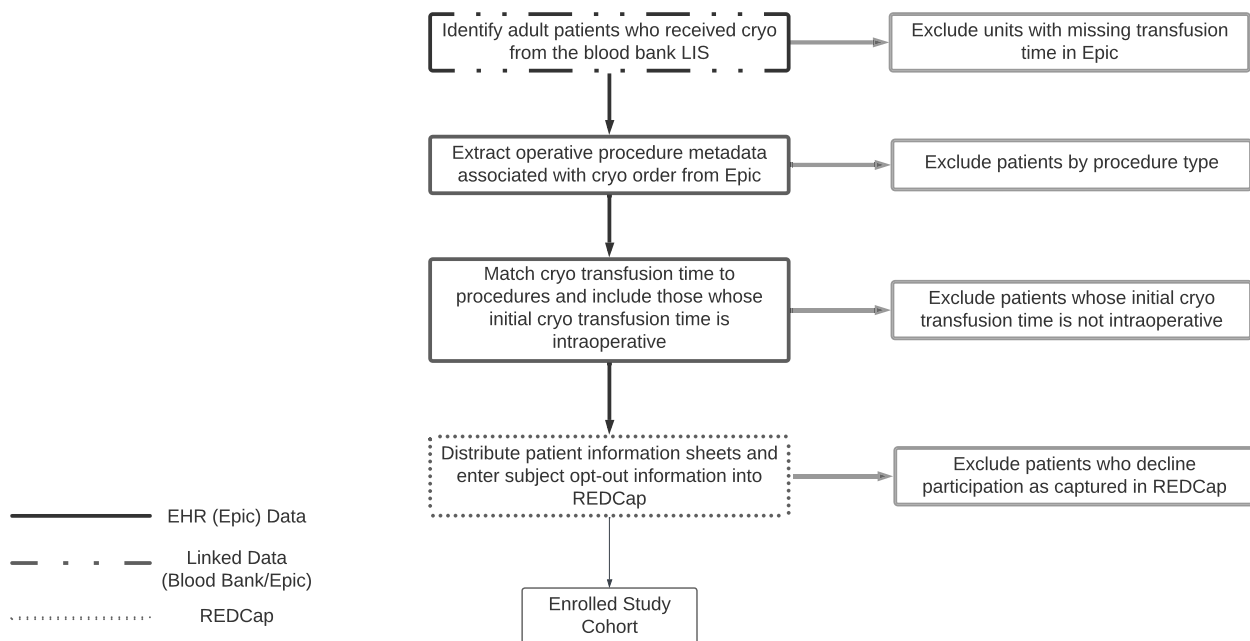 Identify adult patients who received cryo
from the blood bank LIS
Exclude units with missing transfusion
time in Epic
Extract operative procedure metadata
associated with cryo order from Epic
Exclude patients by procedure type
Match cryo transfusion time to
procedures and include those whose
initial cryo transfusion time is
intraoperative
Exclude patients whose initial cryo
transfusion time is not intraoperative
Distribute patient information sheets and
enter subject opt-out information into
REDCap
Exclude patients who decline
participation as captured in REDCap
EHR (Epic) Data
Linked Data
(Blood Bank/Epic)
REDCap
Enrolled Study
Cohort